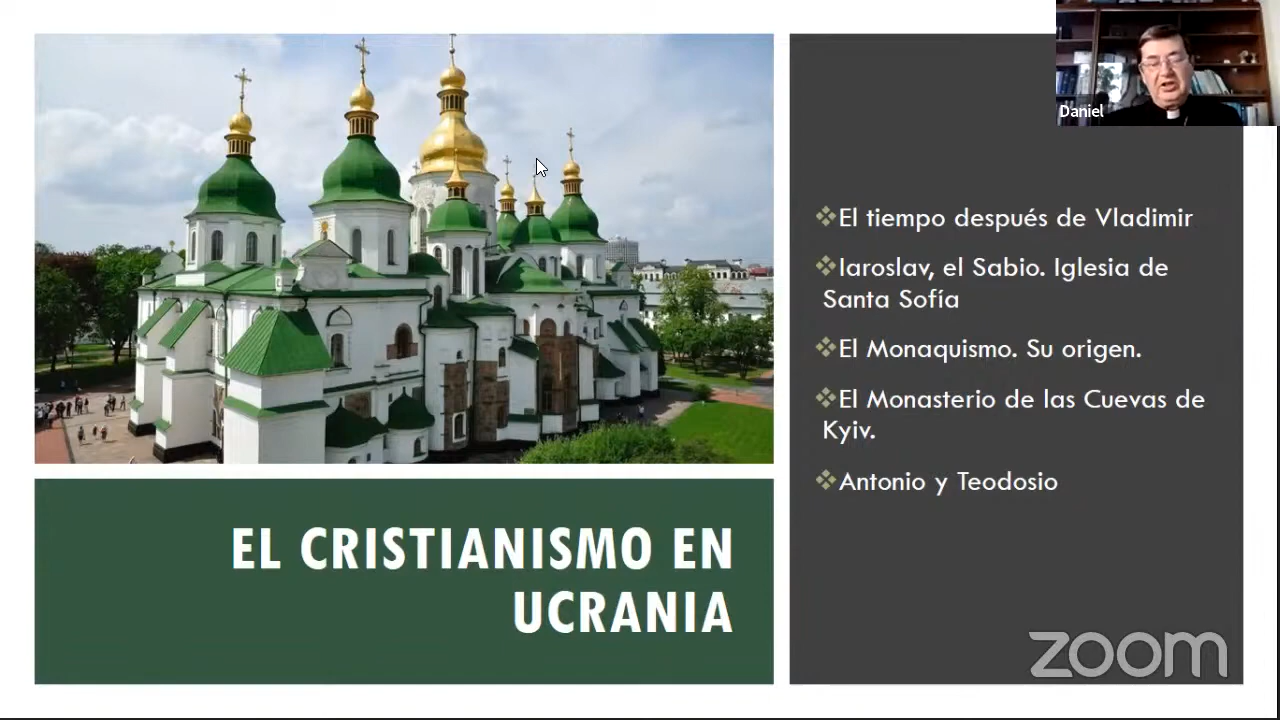 Daniel
❖El tiempo después de Vladimir
❖Iaroslav, el Sabio. Iglesia de
Santa Sofía
❖El Monaquismo. Su origen.
❖El Monasterio de las Cuevas de
Kyiv.
❖Antonio y Teodosio
EL CRISTIANISMO EN
UCRANIA
zoom